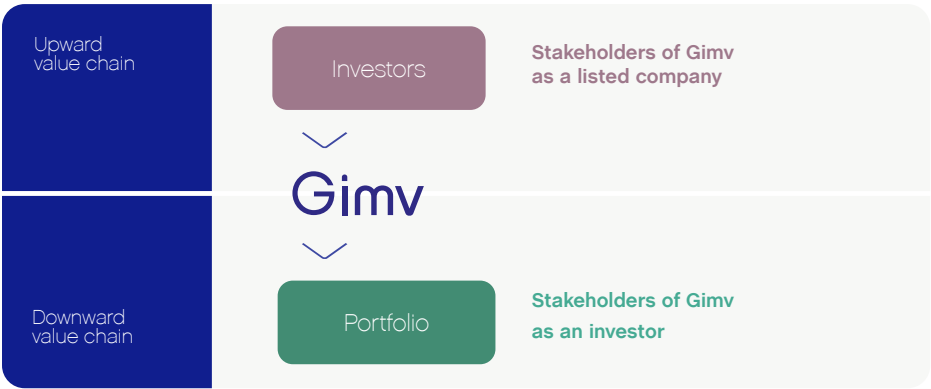 Upward
value chain
Investors
Stakeholders of Gimv
as a listed company
Gimv
Downward
value chain
Portfolio
Stakeholders of Gimv
as an investor